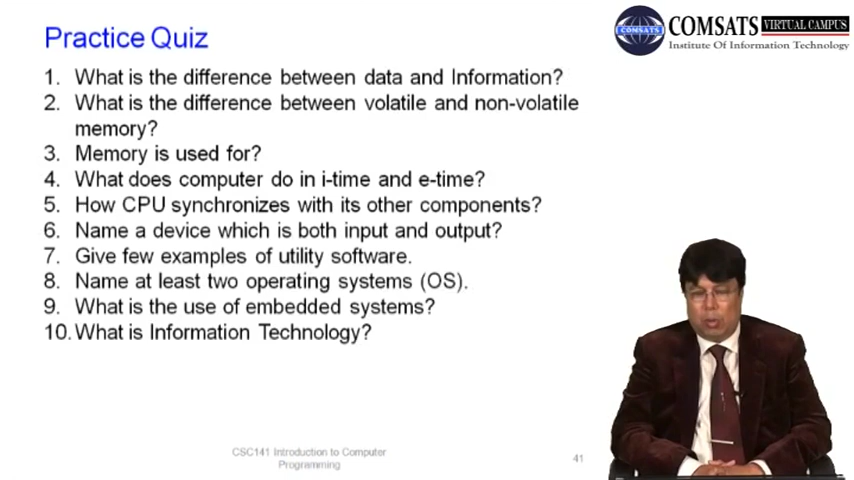 Practice Quiz
COMSATS VIRTUAL CAMPUS
COMSATS
Institute Of Information Technology
1. What is the difference between data and Information?
2. What is the difference between volatile and non-volatile
memory?
3. Memory is used for?
4. What does computer do in i-time and e-time?
5. How CPU synchronizes with its other components?
6. Name a device which is both input and output?
7. Give few examples of utility software.
8. Name at least two operating systems (OS).
9. What is the use of embedded systems?
10. What is Information Technology?
CSC141 Introduction to Computer
Programming
41